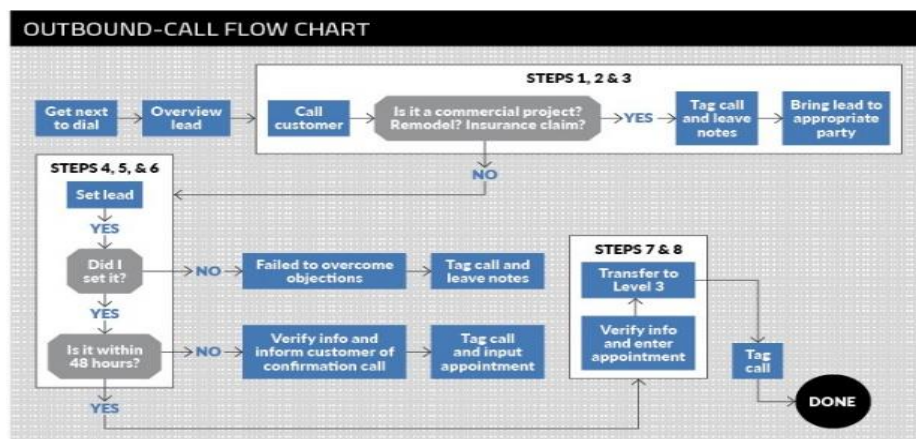 OUTBOUND-CALL FLOW CHART
STEPS 1, 2 & 3
Get next
to dial
Overview
lead
Call
customer
Is it a commercial project?
Remodel? Insurance claim?
YES
Tag call
and leave
notes
Bring lead to
appropriate
party
NO
STEPS 4, 5, & 6
Set lead
YES
Did I
set it?
NO
Failed to overcome
objections
Tag call and
leave notes
YES
Is it within
48 hours?
NO
Verify info and
inform customer of
confirmation call
Tag call
and input
appointment
YES
STEPS 7 & 8
Transfer to
Level 3
Verify info
and enter
appointment
Tag
call
DONE